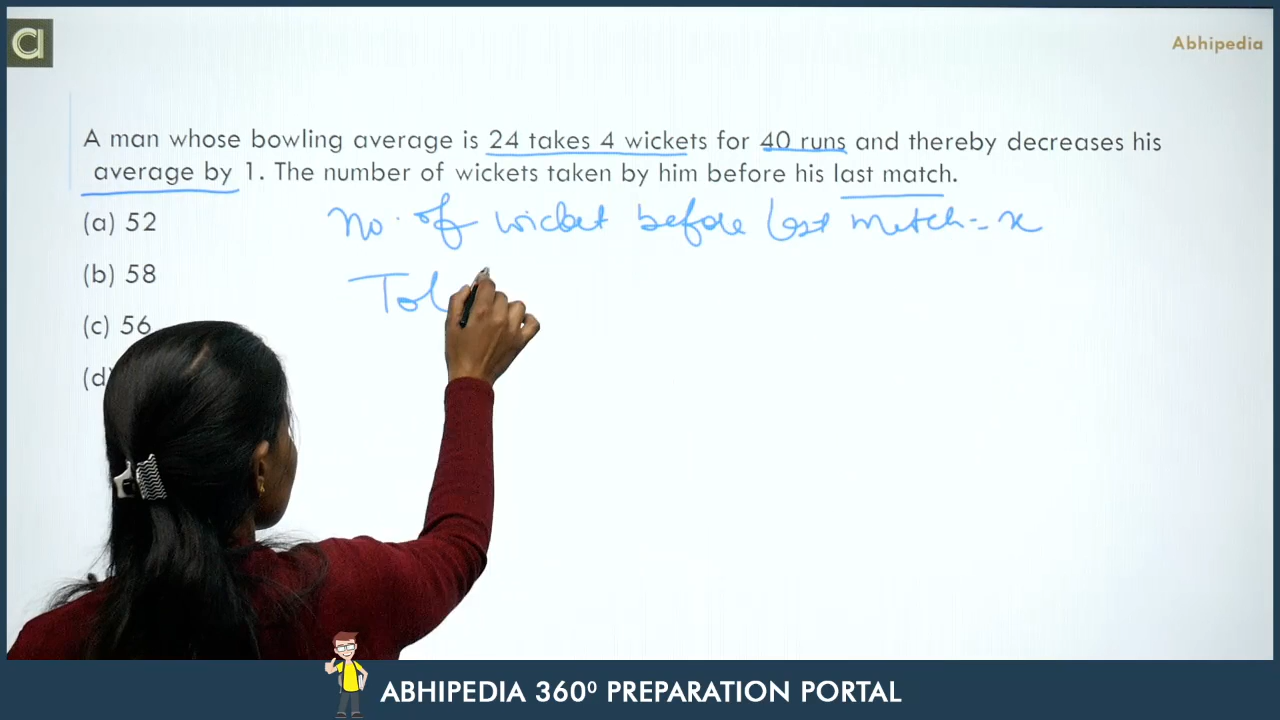 Abhipedia
A man whose bowling average is 24 takes 4 wickets for 40 runs and thereby decreases his
average by 1. The number of wickets taken by him before his last match.
(a) 52
(b) 58
(c) 56
(d)
No. of wicket before last match = x
Tot
ABHIPEDIA 360⁰ PREPARATION PORTAL